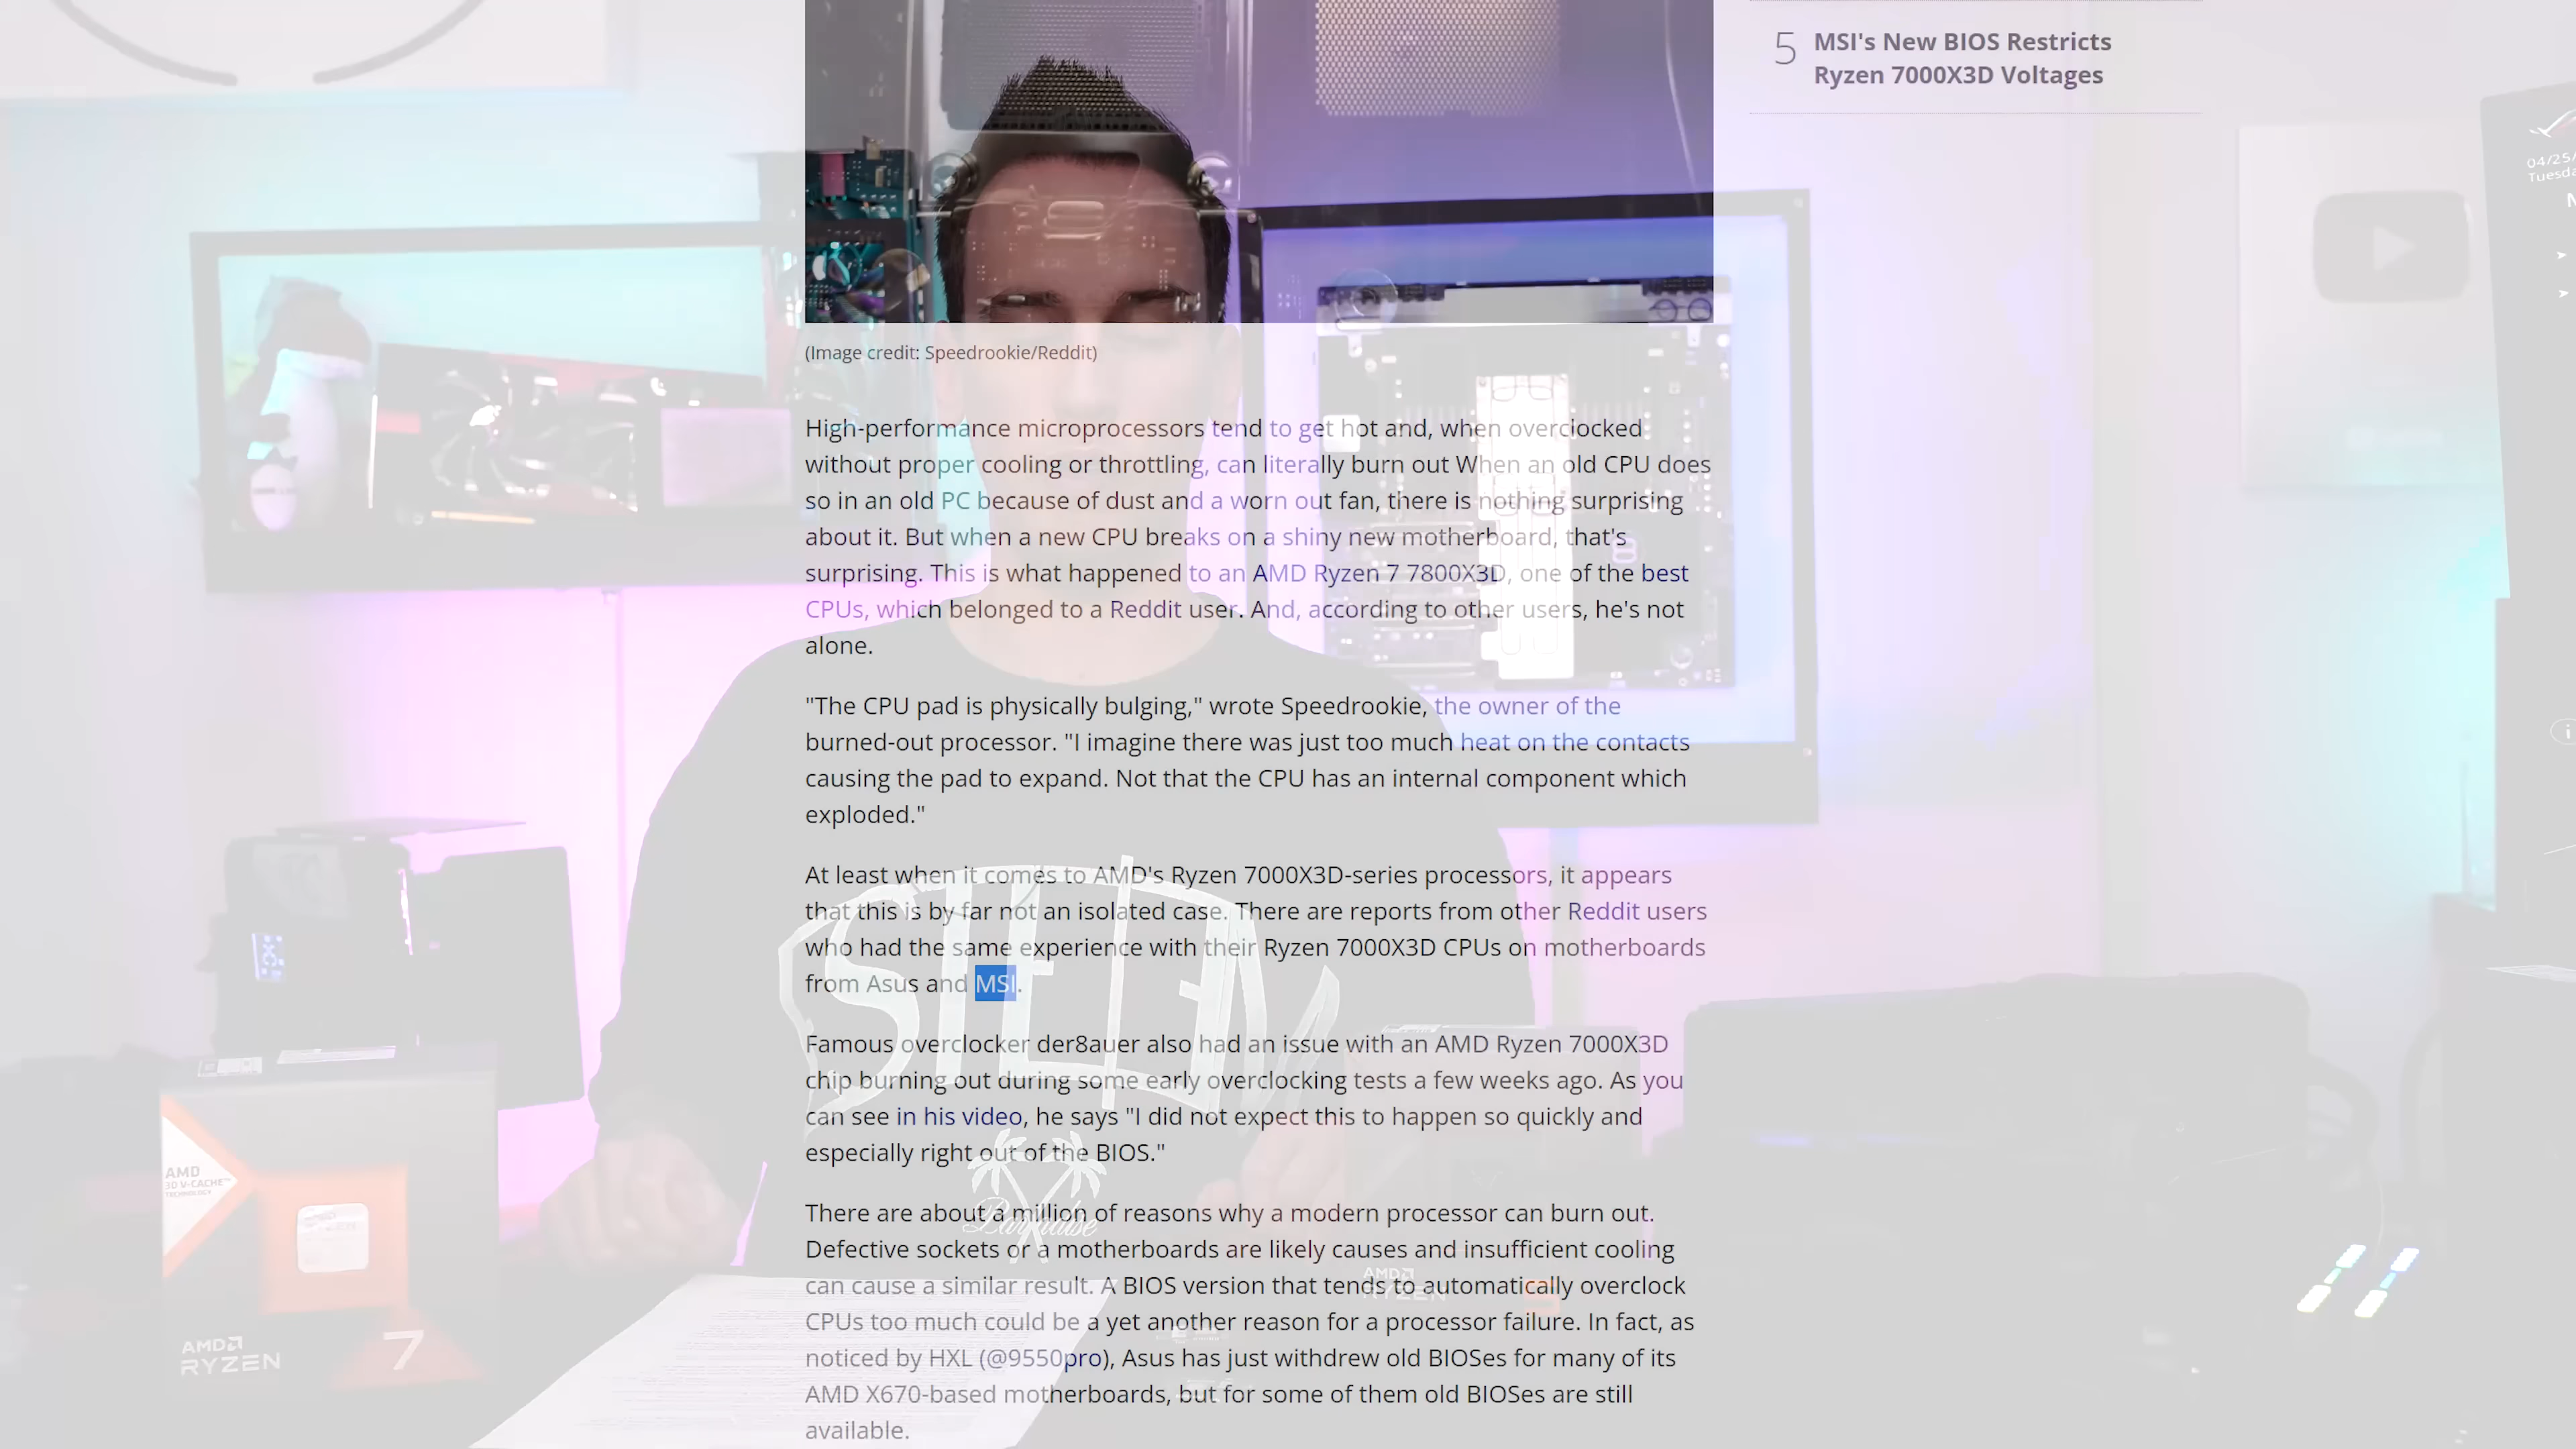 5 MSI's New BIOS Restricts
Ryzen 7000X3D Voltages
04/25/
Tuesda
(Image credit: Speedrookie/Reddit)
High-performance microprocessors tend to get hot and, when overclocked
without proper cooling or throttling, can literally burn out When an old CPU does
so in an old PC because of dust and a worn out fan, there is nothing surprising
about it. But when a new CPU breaks on a shiny new motherboard, that's
surprising. This is what happened to an AMD Ryzen 7 7800X3D, one of the best
CPUs, which belonged to a Reddit user. And, according to other users, he's not
alone.
"The CPU pad is physically bulging," wrote Speedrookie, the owner of the
burned-out processor. "I imagine there was just too much heat on the contacts
causing the pad to expand. Not that the CPU has an internal component which
exploded."
At least when it comes to AMD's Ryzen 7000X3D-series processors, it appears
that this is by far not an isolated case. There are reports from other Reddit users
who had the same experience with their Ryzen 7000X3D CPUs on motherboards
from Asus and MSI.
Famous overclocker der8auer also had an issue with an AMD Ryzen 7000X3D
chip burning out during some early overclocking tests a few weeks ago. As you
can see in his video, he says "I did not expect this to happen so quickly and
especially right out of the BIOS."
There are about a million of reasons why a modern processor can burn out.
Defective sockets or a motherboards are likely causes and insufficient cooling
can cause a similar result. A BIOS version that tends to automatically overclock
CPUs too much could be a yet another reason for a processor failure. In fact, as
noticed by HXL (@9550pro), Asus has just withdrew old BIOSes for many of its
AMD X670-based motherboards, but for some of them old BIOSes are still
available.
Paradise
AMD
3D V-CACHE™
TECHNOLOGY
AMD
RYZEN 7
AMD
RYZEN 5